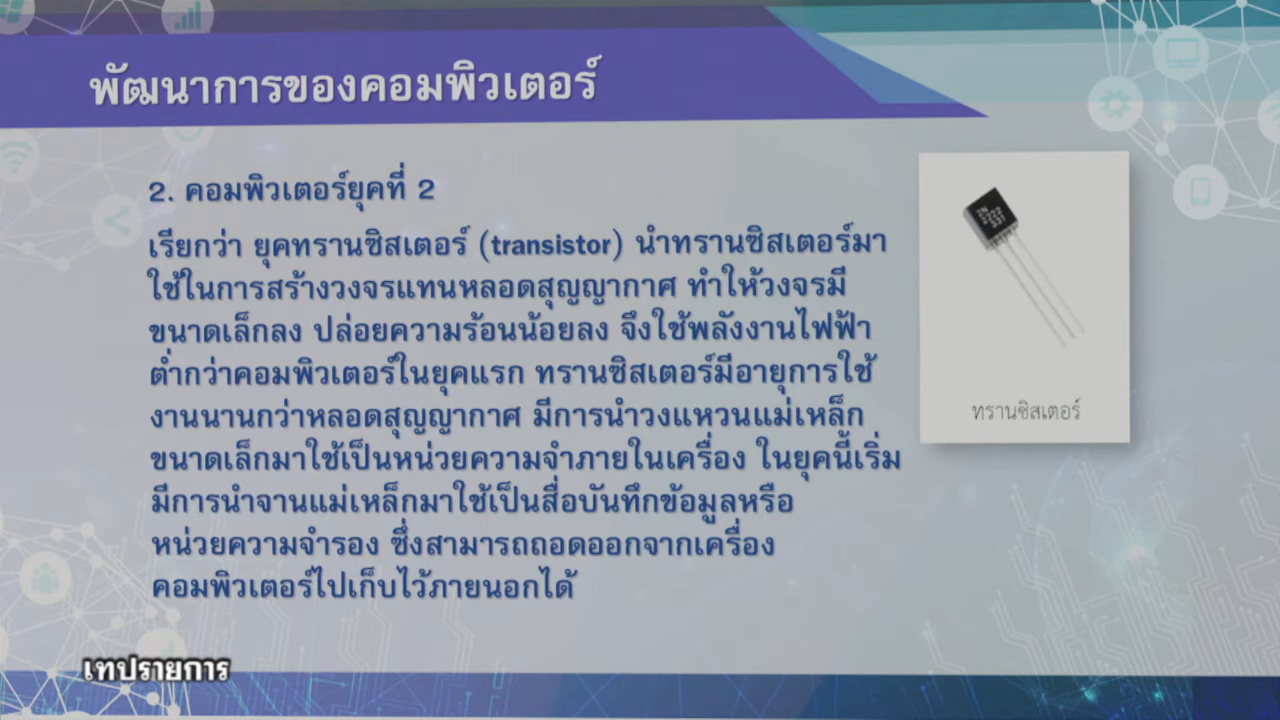 พัฒนาการของคอมพิวเตอร์
2. คอมพิวเตอร์ยุคที่ 2
เรียกว่า ยุคทรานซิสเตอร์ (transistor) นำทรานซิสเตอร์มา
ใช้ในการสร้างวงจรแทนหลอดสุญญากาศ ทำให้วงจรมี
ขนาดเล็กลง ปล่อยความร้อนน้อยลง จึงใช้พลังงานไฟฟ้า
ต่ำกว่าคอมพิวเตอร์ในยุคแรก ทรานซิสเตอร์มีอายุการใช้
งานนานกว่าหลอดสุญญากาศ มีการนำวงแหวนแม่เหล็ก
ขนาดเล็กมาใช้เป็นหน่วยความจำภายในเครื่อง ในยุคนี้เริ่ม
มีการนำจานแม่เหล็กมาใช้เป็นสื่อบันทึกข้อมูลหรือ
หน่วยความจำรอง ซึ่งสามารถถอดออกจากเครื่อง
คอมพิวเตอร์ไปเก็บไว้ภายนอกได้
2N
2222
331
ทรานซิสเตอร์
เทปรายการ